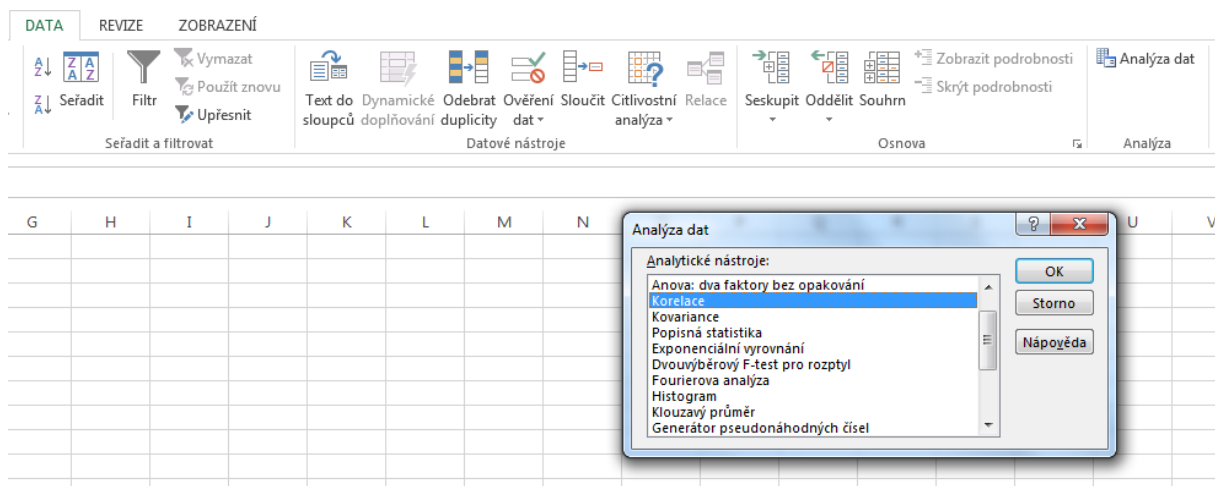 DATA REVIZE ZOBRAZENÍ
Seřadit
Filtr
Vymazat
Použít znovu
Upřesnit
Seřadit a filtrovat
Text do
sloupců
Dynamické
doplňování
Odebrat
duplicity
Ověření
dat
Sloučit
Citlivostní
analýza
Relace
Datové nástroje
Seskupit
Oddělit
Souhrn
Zobrazit podrobnosti
Skrýt podrobnosti
Osnova
Analýza dat
Analýza
G H I J K L M N U V
Analýza dat
Analytické nástroje:
Anova: dva faktory bez opakování
Korelace
Kovariance
Popisná statistika
Exponenciální vyrovnání
Dvouvýběrový F-test pro rozptyl
Fourierova analýza
Histogram
Klouzavý průměr
Generátor pseudonáhodných čísel
OK
Storno
Nápověda